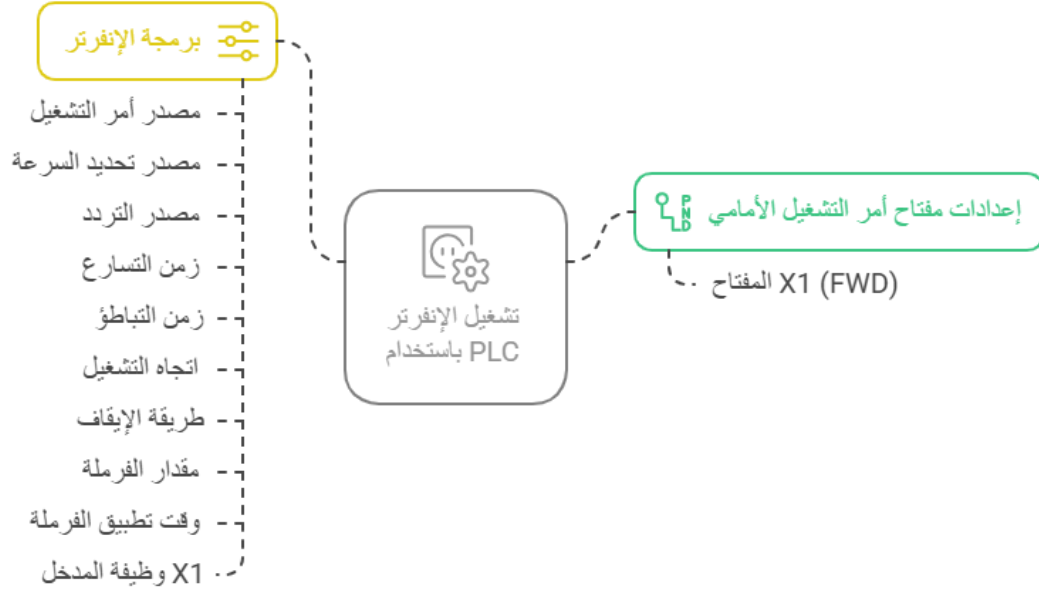 برمجة الإنفرتر
مصدر أمر التشغيل
مصدر تحديد السرعة
مصدر التردد
زمن التسارع
زمن التباطؤ
اتجاه التشغيل
طريقة الإيقاف
مقدار الفرملة
وقت تطبيق الفرملة
X1 وظيفة المدخل
تشغيل الإنفرتر
PLC باستخدام
إعدادات مفتاح أمر التشغيل الأمامي
P
N
D
X1 (FWD) المفتاح